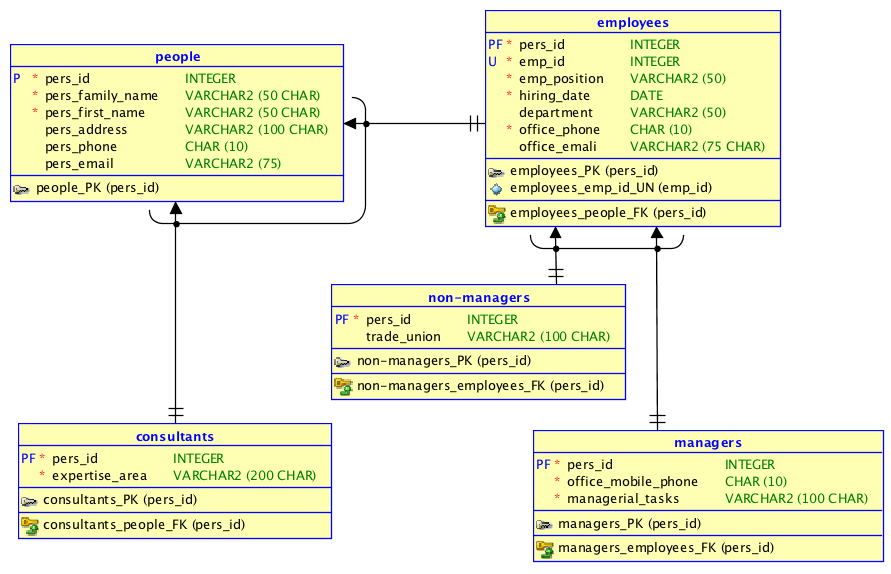 people
P * pers_id INTEGER
* pers_family_name VARCHAR2 (50 CHAR)
* pers_first_name VARCHAR2 (50 CHAR)
pers_address VARCHAR2 (100 CHAR)
pers_phone CHAR (10)
pers_email VARCHAR2 (75)
people_PK (pers_id)
employees
PF * pers_id INTEGER
U * emp_id INTEGER
* emp_position VARCHAR2 (50)
* hiring_date DATE
department VARCHAR2 (50)
* office_phone CHAR (10)
office_emali VARCHAR2 (75 CHAR)
employees_PK (pers_id)
employees_emp_id_UN (emp_id)
employees_people_FK (pers_id)
non-managers
PF * pers_id INTEGER
trade_union VARCHAR2 (100 CHAR)
non-managers_PK (pers_id)
non-managers_employees_FK (pers_id)
consultants
PF * pers_id INTEGER
* expertise_area VARCHAR2 (200 CHAR)
consultants_PK (pers_id)
consultants_people_FK (pers_id)
managers
PF * pers_id INTEGER
* office_mobile_phone CHAR (10)
* managerial_tasks VARCHAR2 (100 CHAR)
managers_PK (pers_id)
managers_employees_FK (pers_id)